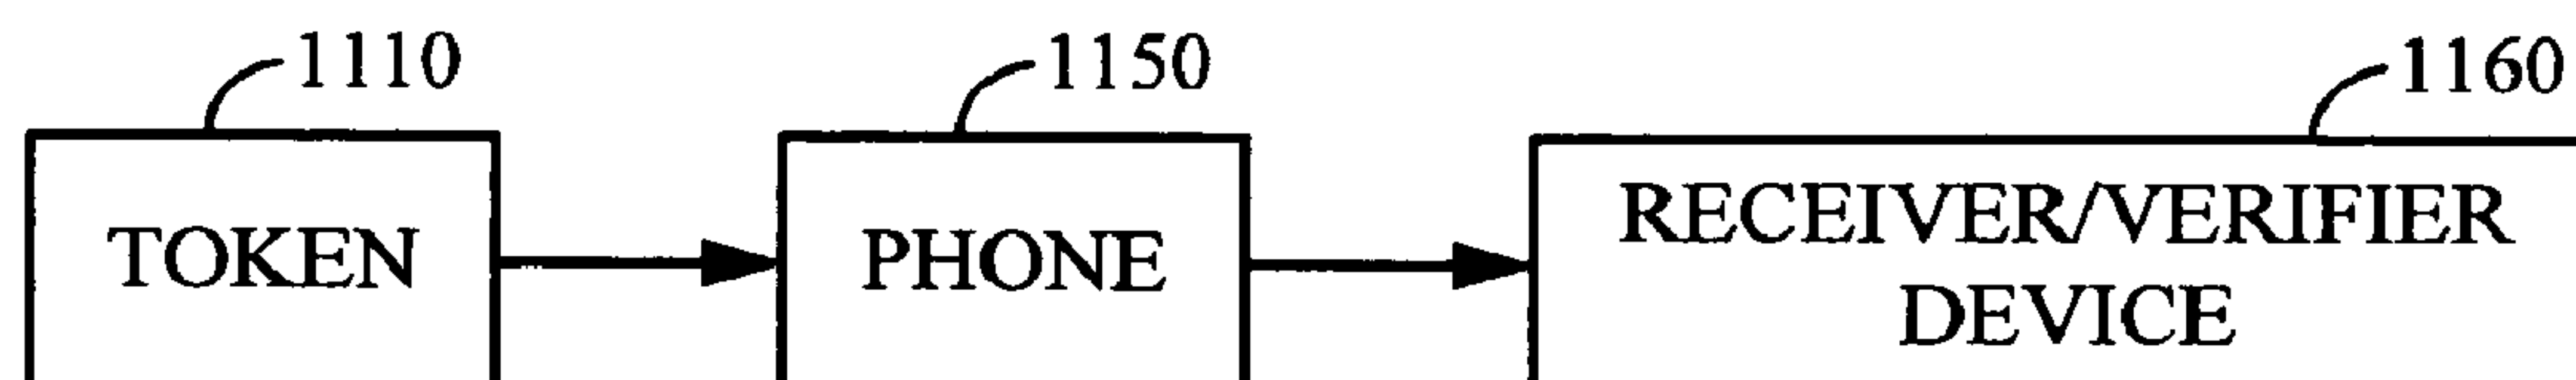 1110
1150
1160
TOKEN
PHONE
RECEIVER/VERIFIER
DEVICE